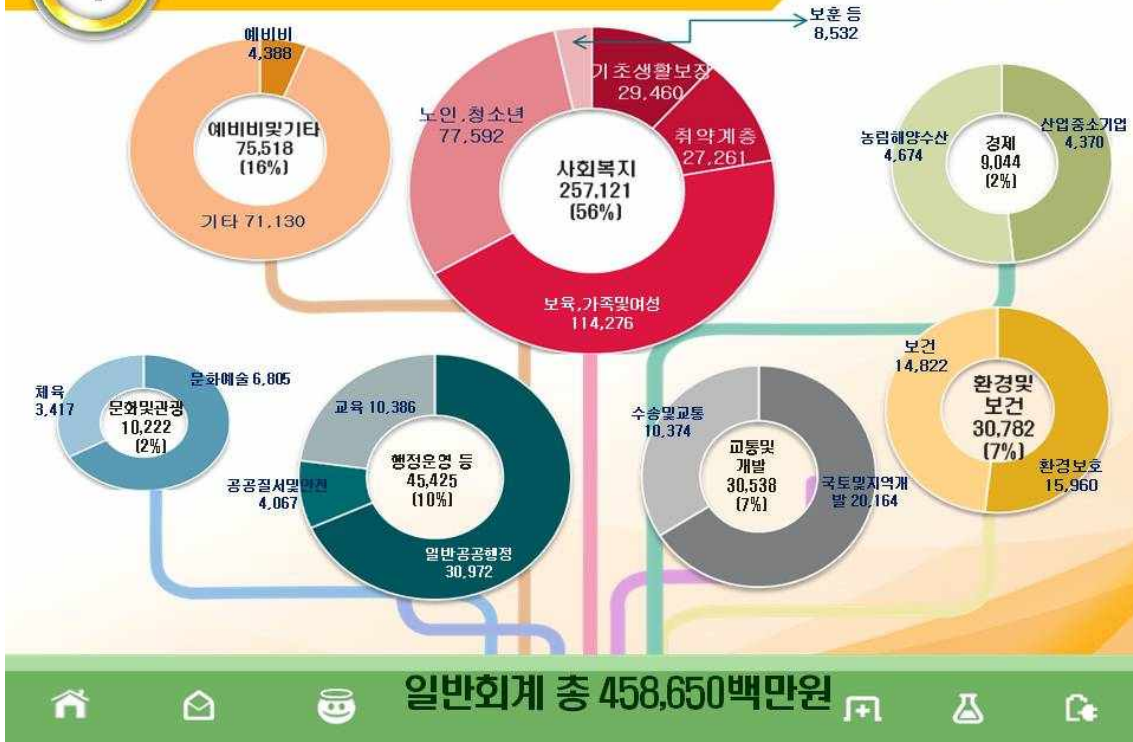 보훈 등
8,532
예비비
4,388
예비비및기타
75,518
(16%)
기타 71,130
기초생활보장
29,460
노인,청소년
77,592
취약계층
27,261
사회복지
257,121
(56%)
보육,가족및여성
114,276
산업중소기업
4,370
농림해양수산
4,674
경제
9,044
(2%)
체육
3,417
문화예술 6,805
문화및관광
10,222
(2%)
교육 10,386
행정운영 등
45,425
(10%)
공공질서및안전
4,067
일반공공행정
30,972
수송및교통
10,374
교통및
개발
30,538
(7%)
국토및지역개
발 20,164
보건
14,822
환경및
보건
30,782
(7%)
환경보호
15,960
일반회계 총 458,650백만원